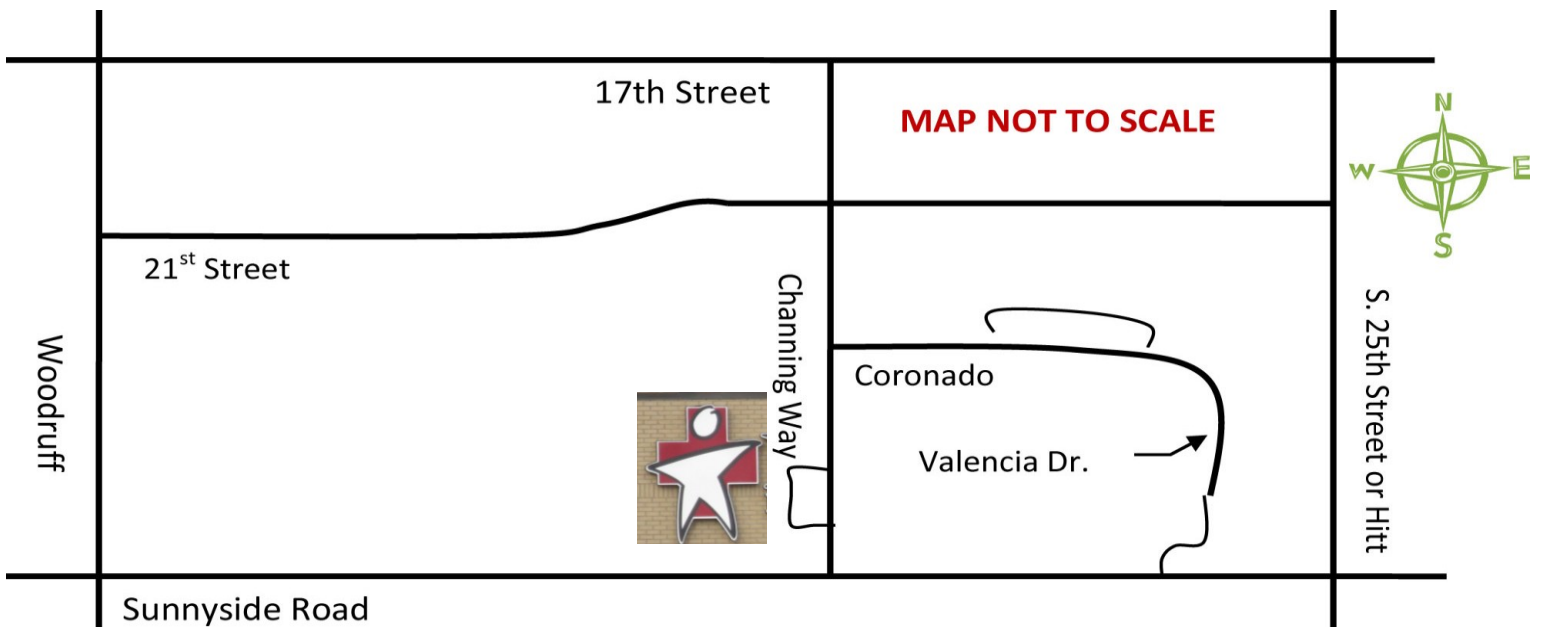 17th Street
MAP NOT TO SCALE
N
W
E
S
21st Street
Channing Way
S. 25th Street or Hitt
Woodruff
Coronado
Valencia Dr.
Sunnyside Road